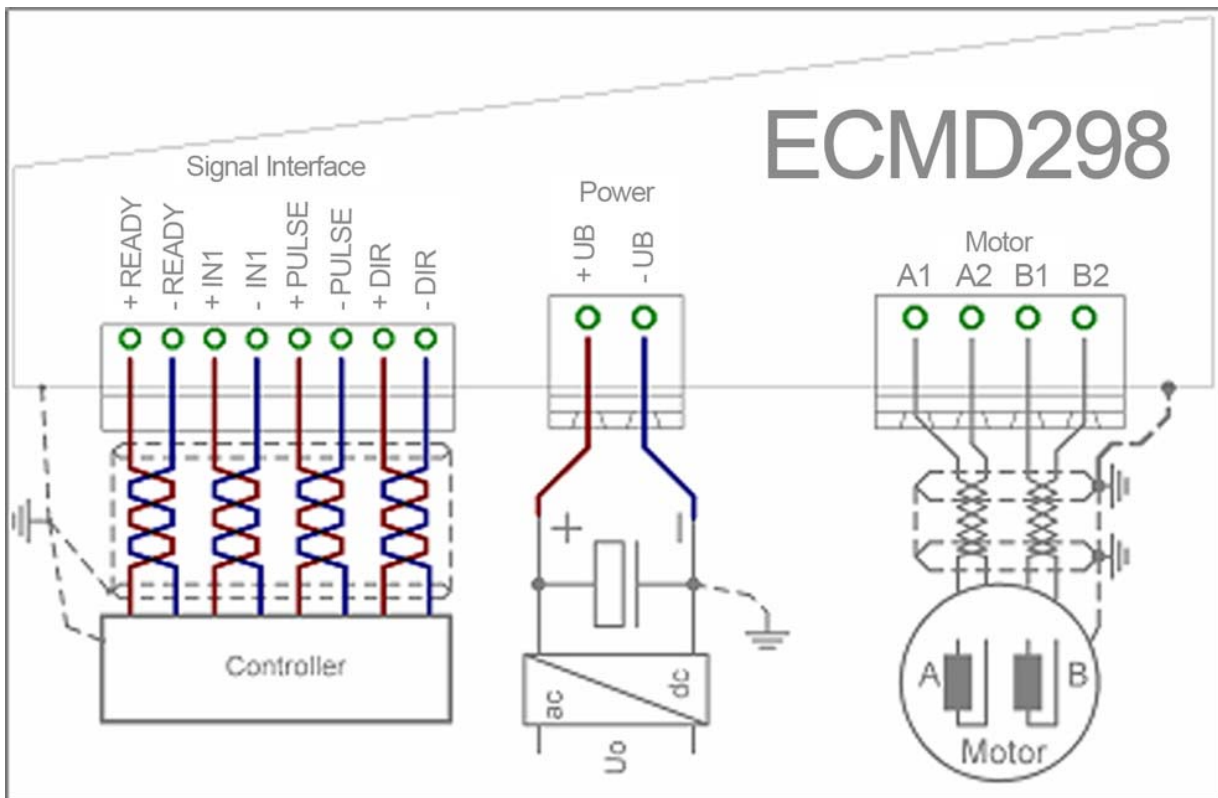 ECMD298
Signal Interface
+ READY
- READY
+ IN1
- IN1
+ PULSE
- PULSE
+ DIR
- DIR
Power
+ UB
- UB
Motor
A1 A2 B1 B2
+ -
Controller
ac
dc
Uo
A B
Motor